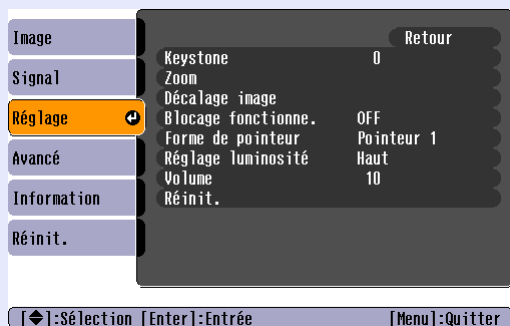 Image
Signal
Réglage
Avancé
Information
Réinit.
Retour
Keystone 0
Zoom
Décalage image
Blocage fonctionne. OFF
Forme de pointeur Pointeur 1
Réglage luminosité Haut
Volume 10
Réinit.
[◆]:Sélection [Enter]:Entrée [Menu]:Quitter